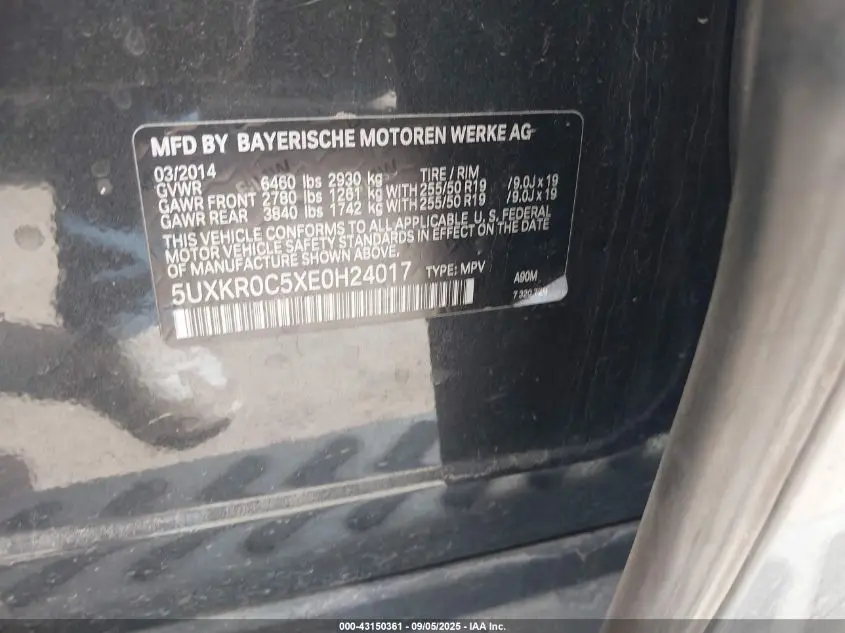 MFD BY BAYERISCHE MOTOREN WERKE AG
03/2014 TIRE / RIM
GVWR 6460 lbs 2930 kg
GAWR FRONT 2780 lbs 1261 kg WITH 255/50 R19 /9.0J x 19
GAWR REAR 3840 lbs 1742 kg WITH 255/50 R19 /9.0J x 19
THIS VEHICLE CONFORMS TO ALL APPLICABLE U.S. FEDERAL
MOTOR VEHICLE SAFETY STANDARDS IN EFFECT ON THE DATE
OF MANUFACTURE SHOWN ABOVE.
5UXKR0C5XE0H24017 TYPE: MPV A90M
7 320 729
000-43150361 | 09/05/2025 - IAA Inc.